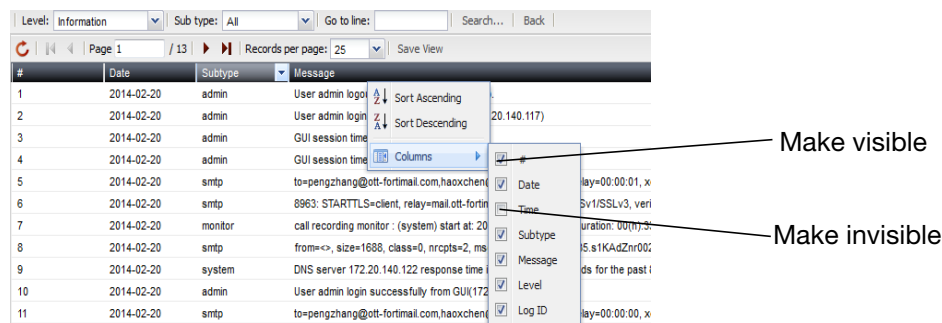 Level: Information Sub type: All Go to line: Search... Back
Page 1 / 13 Records per page: 25 Save View
# Date Subtype Message
1 2014-02-20 admin User admin logo
2 2014-02-20 admin User admin login 20.140.117)
3 2014-02-20 admin GUI session time
4 2014-02-20 admin GUI session time
5 2014-02-20 smtp to=pengzhang@ott-fortimail.com,haoxchen( lay=00:00:01, x
6 2014-02-20 smtp 8963: STARTTLS=client, relay=mail.ott-fortin Sv1/SSLv3, veri
7 2014-02-20 monitor call recording monitor : (system) start at: 20 uration: 00(h):3
8 2014-02-20 smtp from=<>, size=1688, class=0, nrcpts=2, ms 5.s1KAdZnr002
9 2014-02-20 system DNS server 172.20.140.122 response time i ds for the past
10 2014-02-20 admin User admin login successfully from GUI(172
11 2014-02-20 smtp to=pengzhang@ott-fortimail.com,haoxchen( lay=00:00:00, x
Sort Ascending
Sort Descending
Columns
#
Date
Time
Subtype
Message
Level
Log ID
Make visible
Make invisible